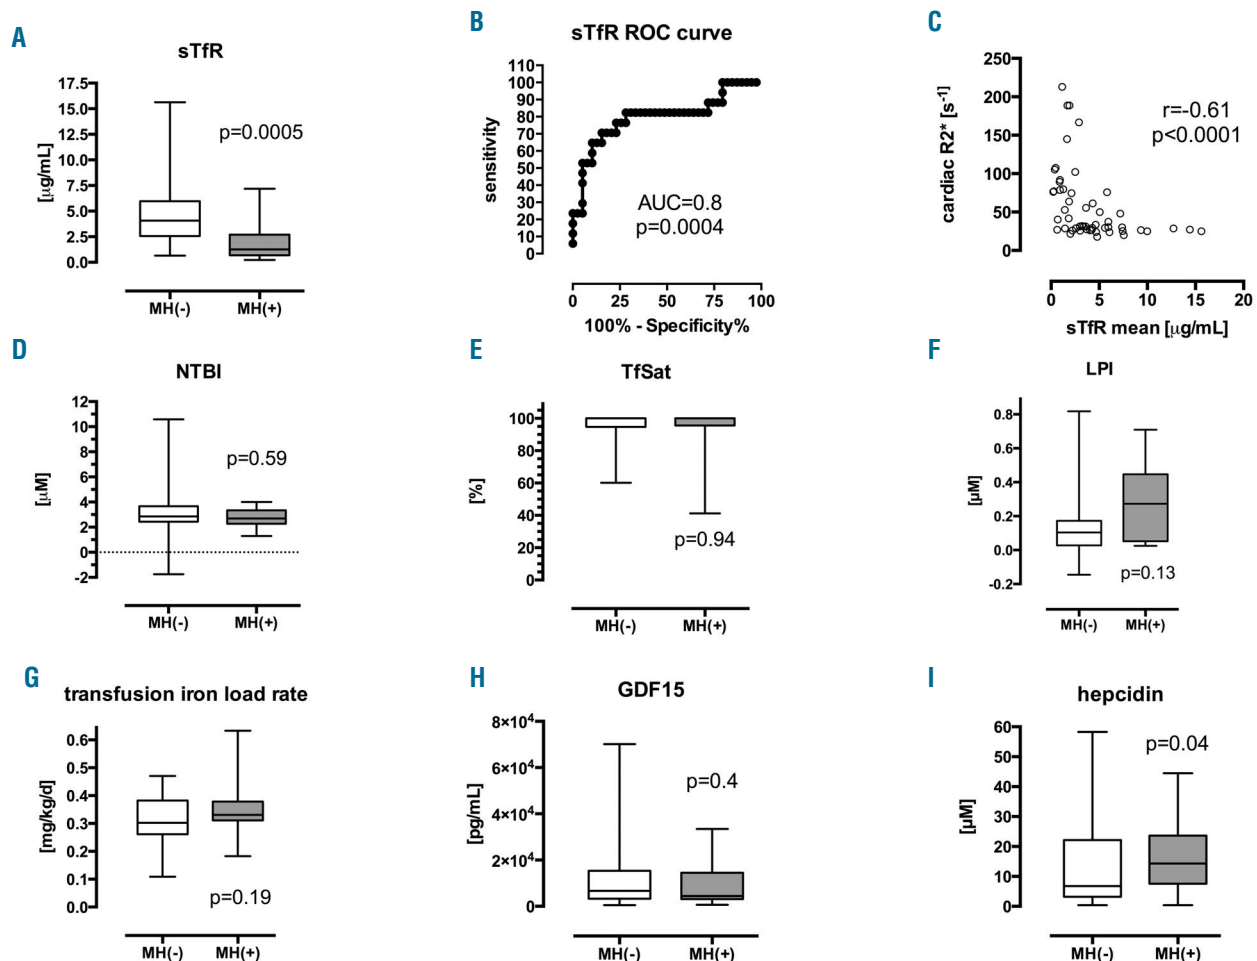 A
sTfR
[μg/mL]
17.5
15.0
12.5
10.0
7.5
5.0
2.5
0.0
p=0.0005
MH(-)
MH(+)
B
sTfR ROC curve
sensitivity
110
100
90
80
70
60
50
40
30
20
10
0
AUC=0.8
p=0.0004
0 25 50 75 100
100% - Specificity%
C
cardiac R2* [s-1]
250
200
150
100
50
0
r=-0.61
p<0.0001
0 5 10 15 20
sTfR mean [μg/mL]
D
NTBI
[μM]
12
10
8
6
4
2
0
-2
p=0.59
MH(-)
MH(+)
E
TfSat
[%]
100
80
60
40
20
0
p=0.94
MH(-)
MH(+)
F
LPI
[μM]
0.8
0.6
0.4
0.2
0.0
-0.2
p=0.13
MH(-)
MH(+)
G
transfusion iron load rate
[mg/kg/d]
0.6
0.5
0.4
0.3
0.2
0.1
0.0
p=0.19
MH(-)
MH(+)
H
GDF15
[pg/mL]
8×10⁴
6×10⁴
4×10⁴
2×10⁴
0
p=0.4
MH(-)
MH(+)
I
hepcidin
[μM]
60
50
40
30
20
10
0
p=0.04
MH(-)
MH(+)